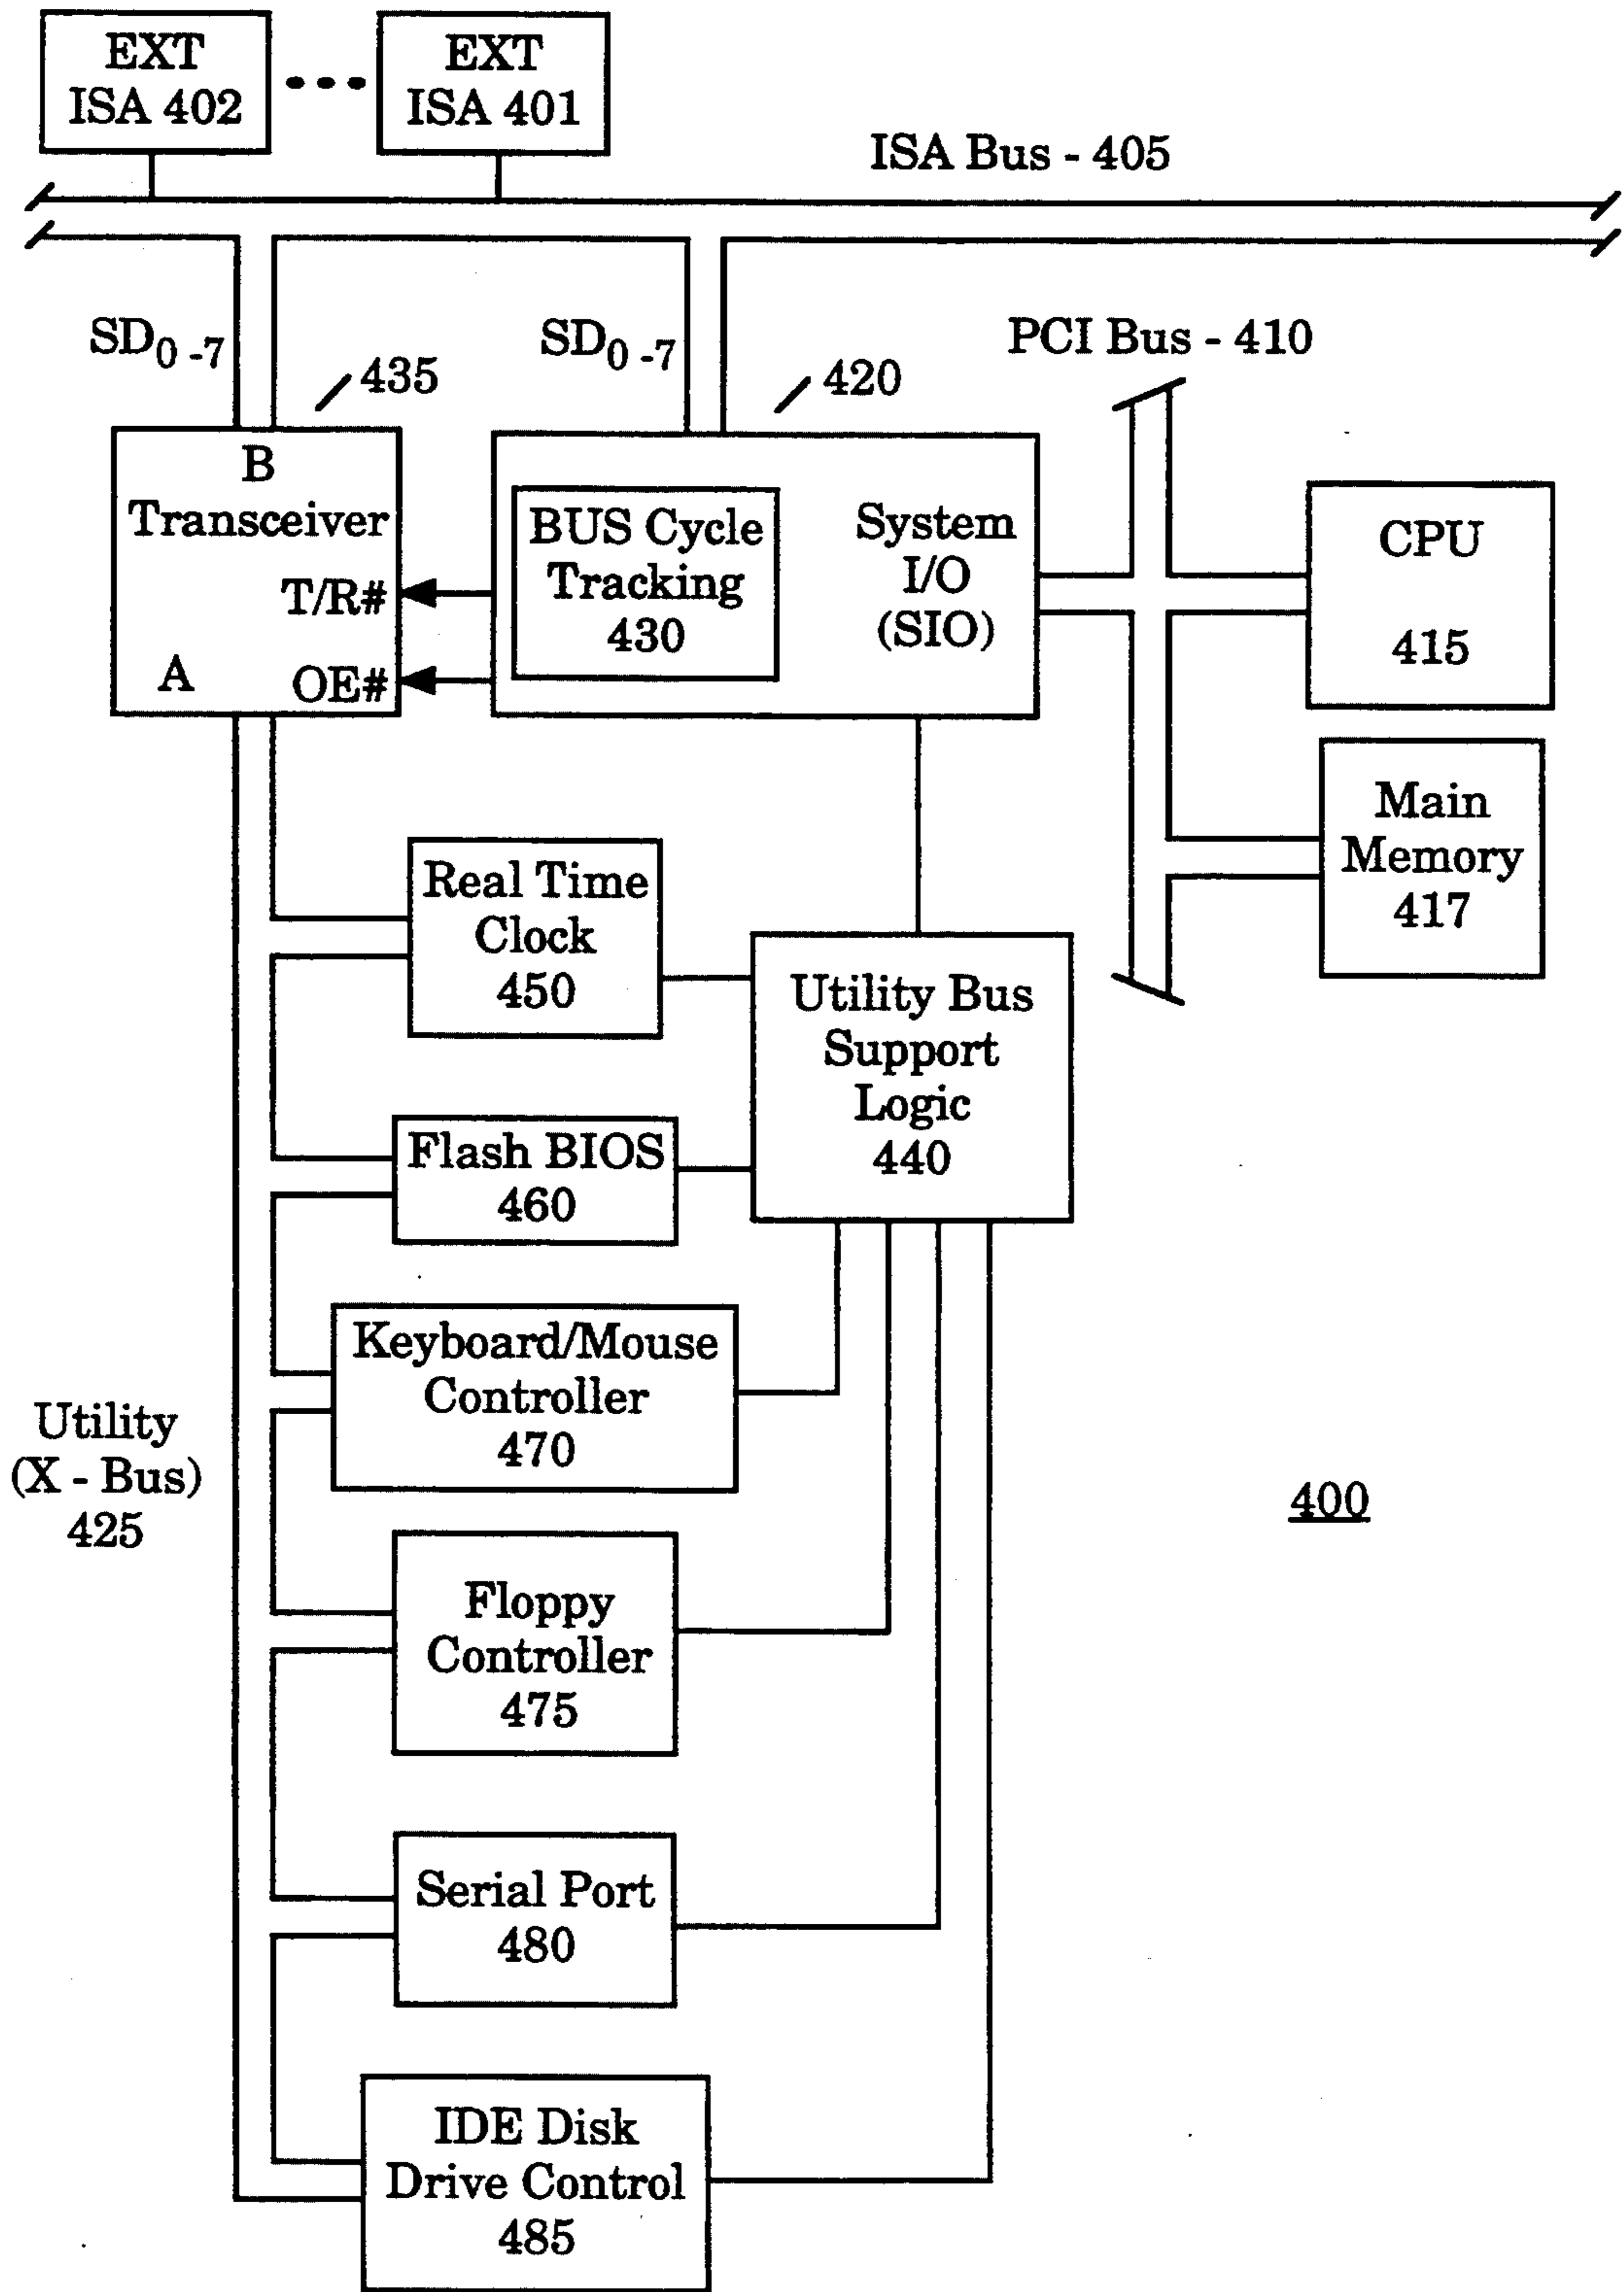 EXT
ISA 402
EXT
ISA 401
ISA Bus - 405
SD0 -7
435
SD0 -7
420
PCI Bus - 410
B
Transceiver
T/R#
A
OE#
BUS Cycle
Tracking
430
System
I/O
(SIO)
CPU
415
Main
Memory
417
Real Time
Clock
450
Utility Bus
Support
Logic
440
Flash BIOS
460
Keyboard/Mouse
Controller
470
Utility
(X - Bus)
425
400
Floppy
Controller
475
Serial Port
480
IDE Disk
Drive Control
485